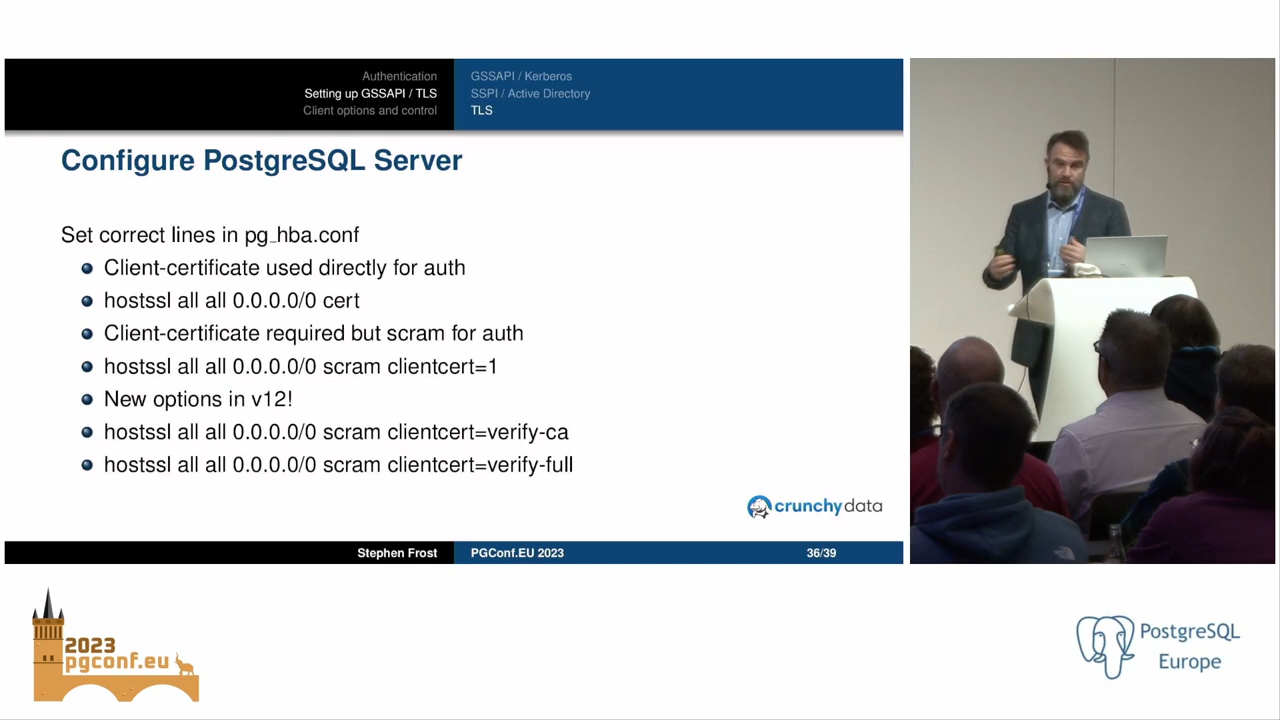 Authentication
Setting up GSSAPI / TLS
Client options and control
GSSAPI / Kerberos
SSPI / Active Directory
TLS
Configure PostgreSQL Server
Set correct lines in pg_hba.conf
Client-certificate used directly for auth
hostssl all all 0.0.0.0/0 cert
Client-certificate required but scram for auth
hostssl all all 0.0.0.0/0 scram clientcert=1
New options in v12!
hostssl all all 0.0.0.0/0 scram clientcert=verify-ca
hostssl all all 0.0.0.0/0 scram clientcert=verify-full
crunchydata
Stephen Frost
PGConf.EU 2023
36/39
2023
pgconf.eu
PostgreSQL
Europe